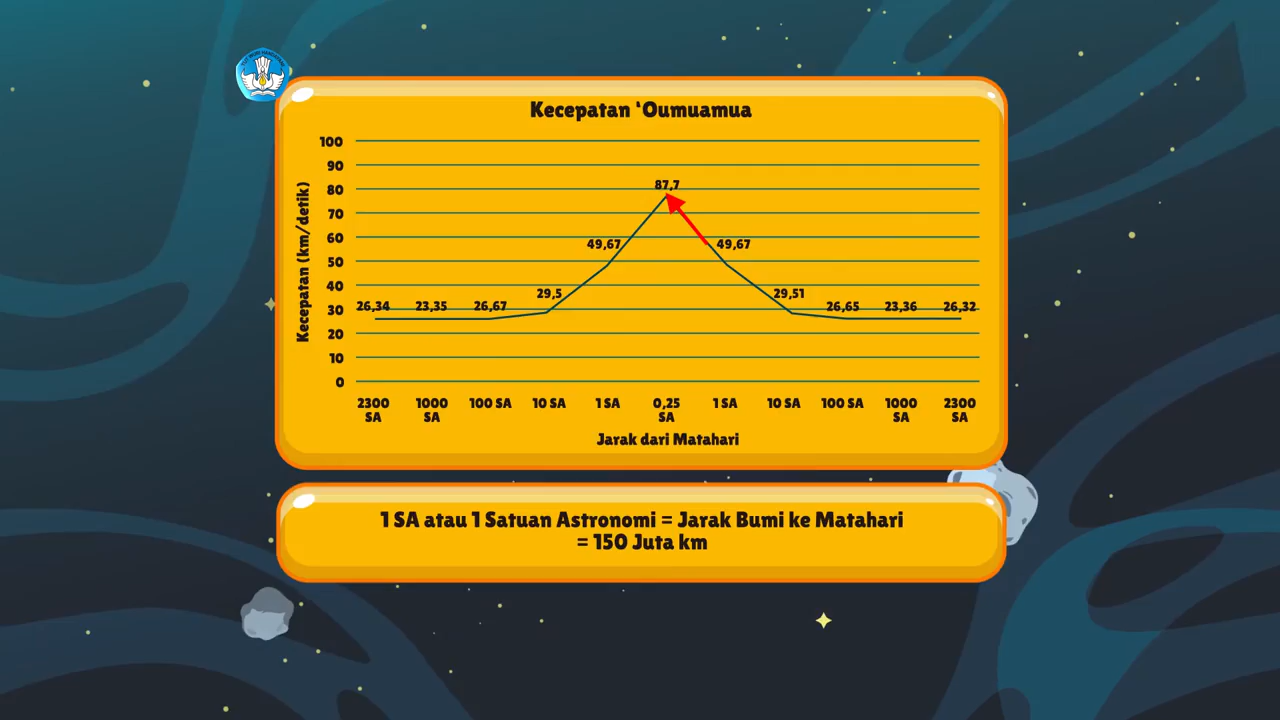 Kecepatan ‘Oumuamua
Kecepatan (km/detik)
100
90
80
70
60
50
40
30
20
10
0
26,34
23,35
26,67
29,5
49,67
87,7
49,67
29,51
26,65
23,36
26,32
2300 SA
1000 SA
100 SA
10 SA
1 SA
0,25 SA
1 SA
10 SA
100 SA
1000 SA
2300 SA
Jarak dari Matahari
1 SA atau 1 Satuan Astronomi = Jarak Bumi ke Matahari
= 150 Juta km